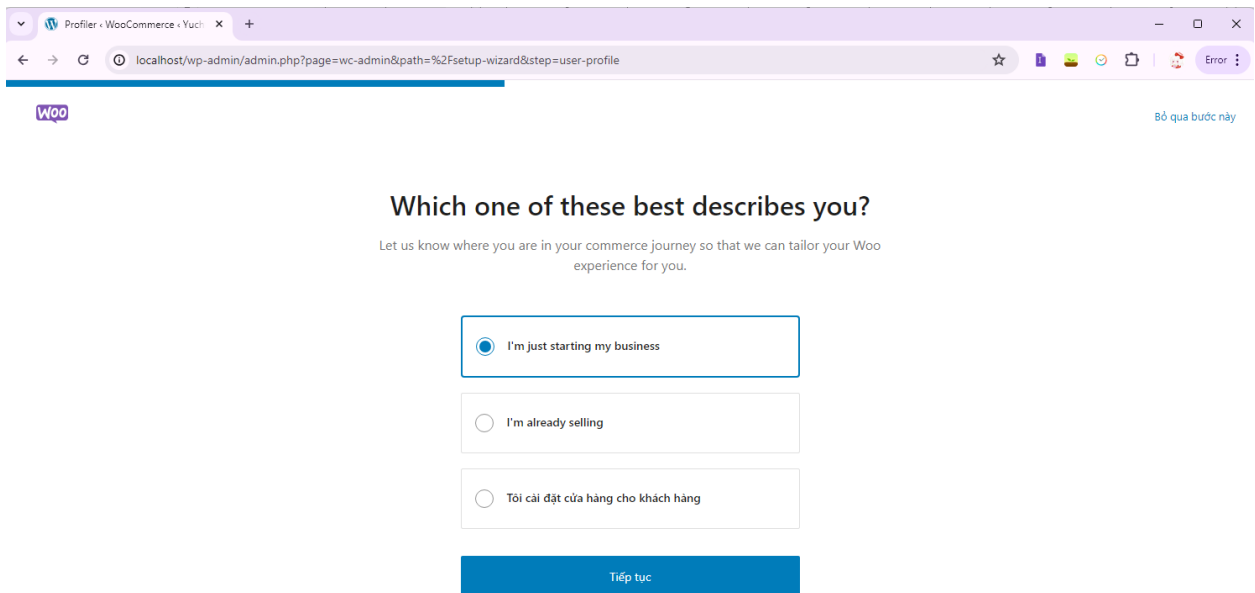 Profiler ‹ WooCommerce ‹ Yuch
localhost/wp-admin/admin.php?page=wc-admin&path=%2Fsetup-wizard&step=user-profile
Error
Woo
Bỏ qua bước này
Which one of these best describes you?
Let us know where you are in your commerce journey so that we can tailor your Woo
experience for you.
I'm just starting my business
I'm already selling
Tôi cài đặt cửa hàng cho khách hàng
Tiếp tục